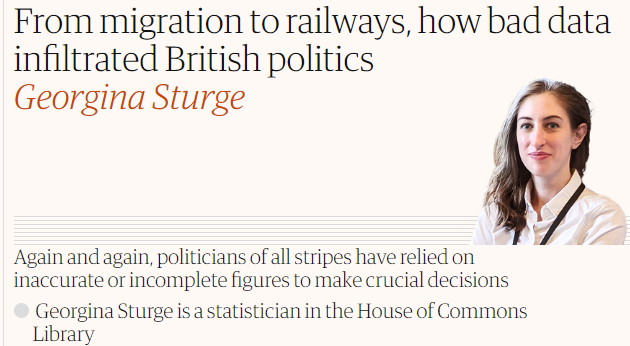 From migration to railways, how bad data
infiltrated British politics
Georgina Sturge
Again and again, politicians of all stripes have relied on
inaccurate or incomplete figures to make crucial decisions
Georgina Sturge is a statistician in the House of Commons
Library